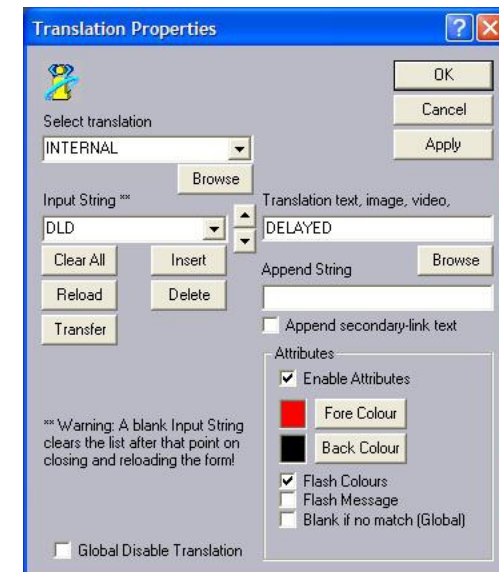 Translation Properties
OK
Cancel
Apply
Select translation
INTERNAL
Browse
Input String **
Translation text, image, video,
DLD
DELAYED
Clear All
Insert
Append String
Browse
Reload
Delete
Transfer
Append secondary-link text
Attributes
Enable Attributes
Fore Colour
Back Colour
** Warning: A blank Input String
clears the list after that point on
closing and reloading the form!
Flash Colours
Flash Message
Blank if no match (Global)
Global Disable Translation